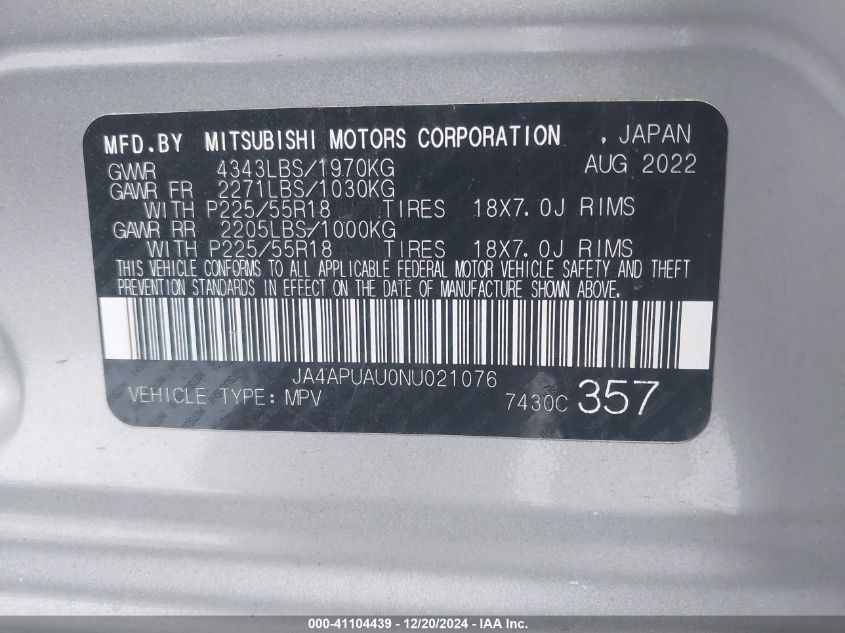 MFD.BY MITSUBISHI MOTORS CORPORATION , JAPAN
GVWR 4343LBS/1970KG AUG 2022
GAWR FR 2271LBS/1030KG
WITH P225/55R18 TIRES 18X7.0J RIMS
GAWR RR 2205LBS/1000KG
WITH P225/55R18 TIRES 18X7.0J RIMS
THIS VEHICLE CONFORMS TO ALL APPLICABLE FEDERAL MOTOR VEHICLE SAFETY AND THEFT
PREVENTION STANDARDS IN EFFECT ON THE DATE OF MANUFACTURE SHOWN ABOVE.
JA4APUAU0NU021076
VEHICLE TYPE: MPV 7430C 357
000-41104439 - 12/20/2024 - IAA Inc.